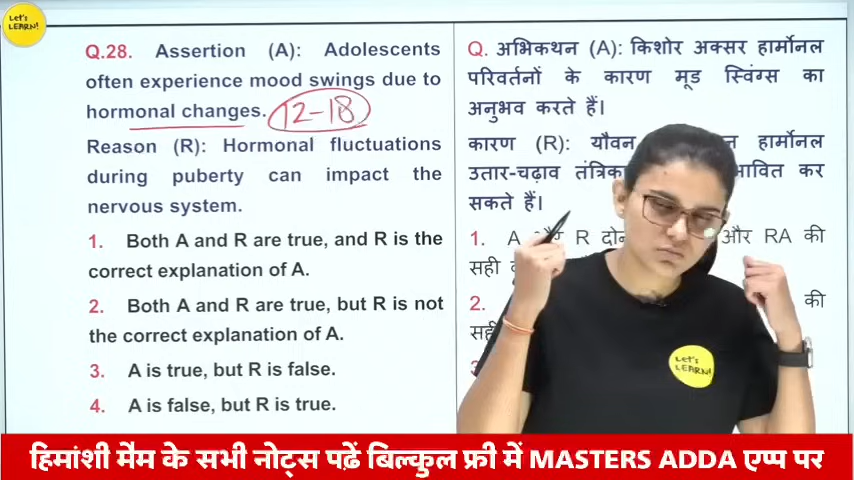 Let's
LEARN!
Q.28. Assertion (A): Adolescents
often experience mood swings due to
hormonal changes. 12-18
Reason (R): Hormonal fluctuations
during puberty can impact the
nervous system.
1. Both A and R are true, and R is the
correct explanation of A.
2. Both A and R are true, but R is not
the correct explanation of A.
3. A is true, but R is false.
4. A is false, but R is true.
Q. अभिकथन (A): किशोर अक्सर हार्मोनल
परिवर्तनों के कारण मूड स्विंग्स का
अनुभव करते हैं।
कारण (R): यौवन हार्मोनल
उतार-चढ़ाव कर
सकते हैं।
1. A और R और RA की
सही
2. की
सही
Let's
LEARN!
हिमांशी मैम के सभी नोट्स पढ़ें बिल्कुल फ्री में MASTERS ADDA एप्प पर